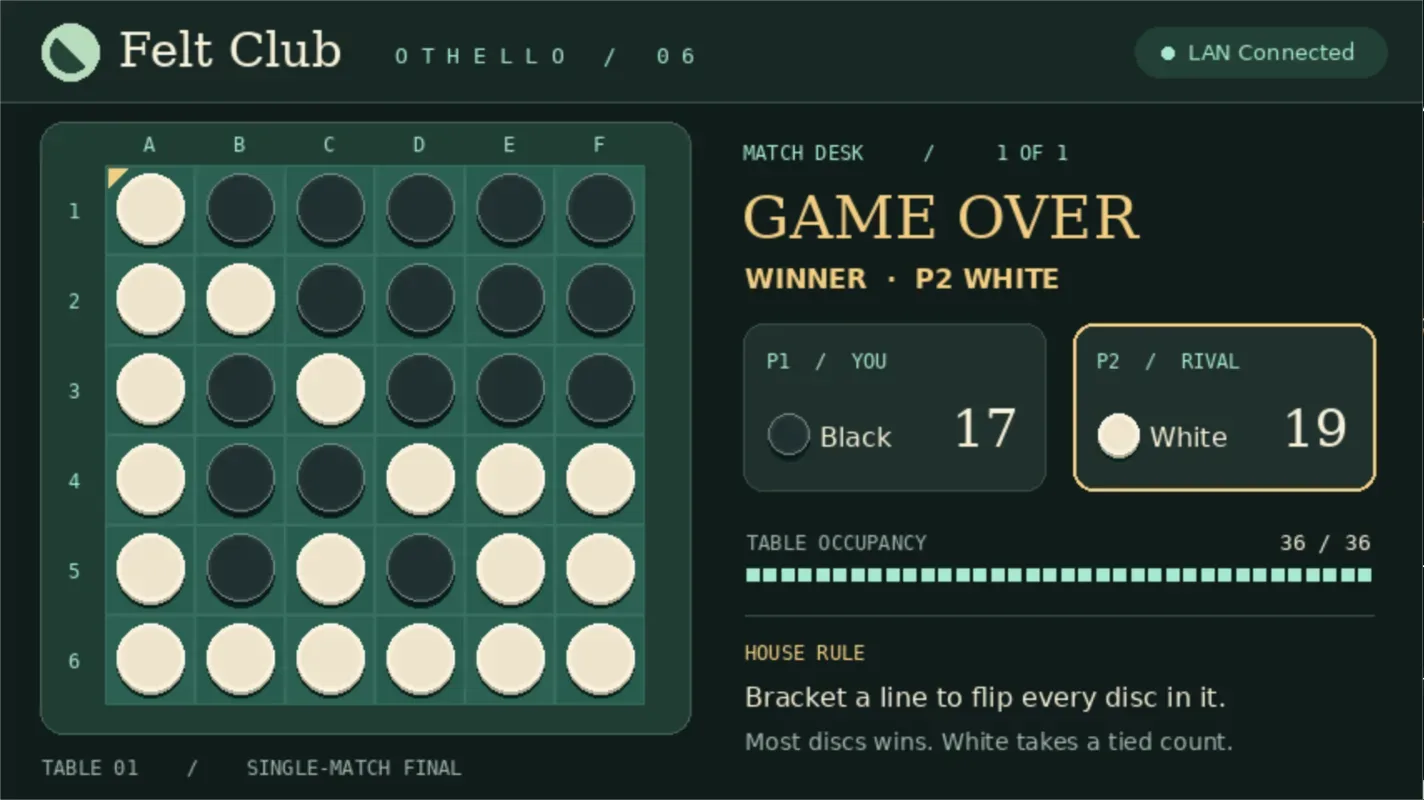 Felt Club
OTHELLO / 06
LAN Connected
A B C D E F
1
2
3
4
5
6
TABLE 01 / SINGLE-MATCH FINAL
MATCH DESK / 1 OF 1
GAME OVER
WINNER · P2 WHITE
P1 / YOU
Black 17
P2 / RIVAL
White 19
TABLE OCCUPANCY 36 / 36
HOUSE RULE
Bracket a line to flip every disc in it.
Most discs wins. White takes a tied count.